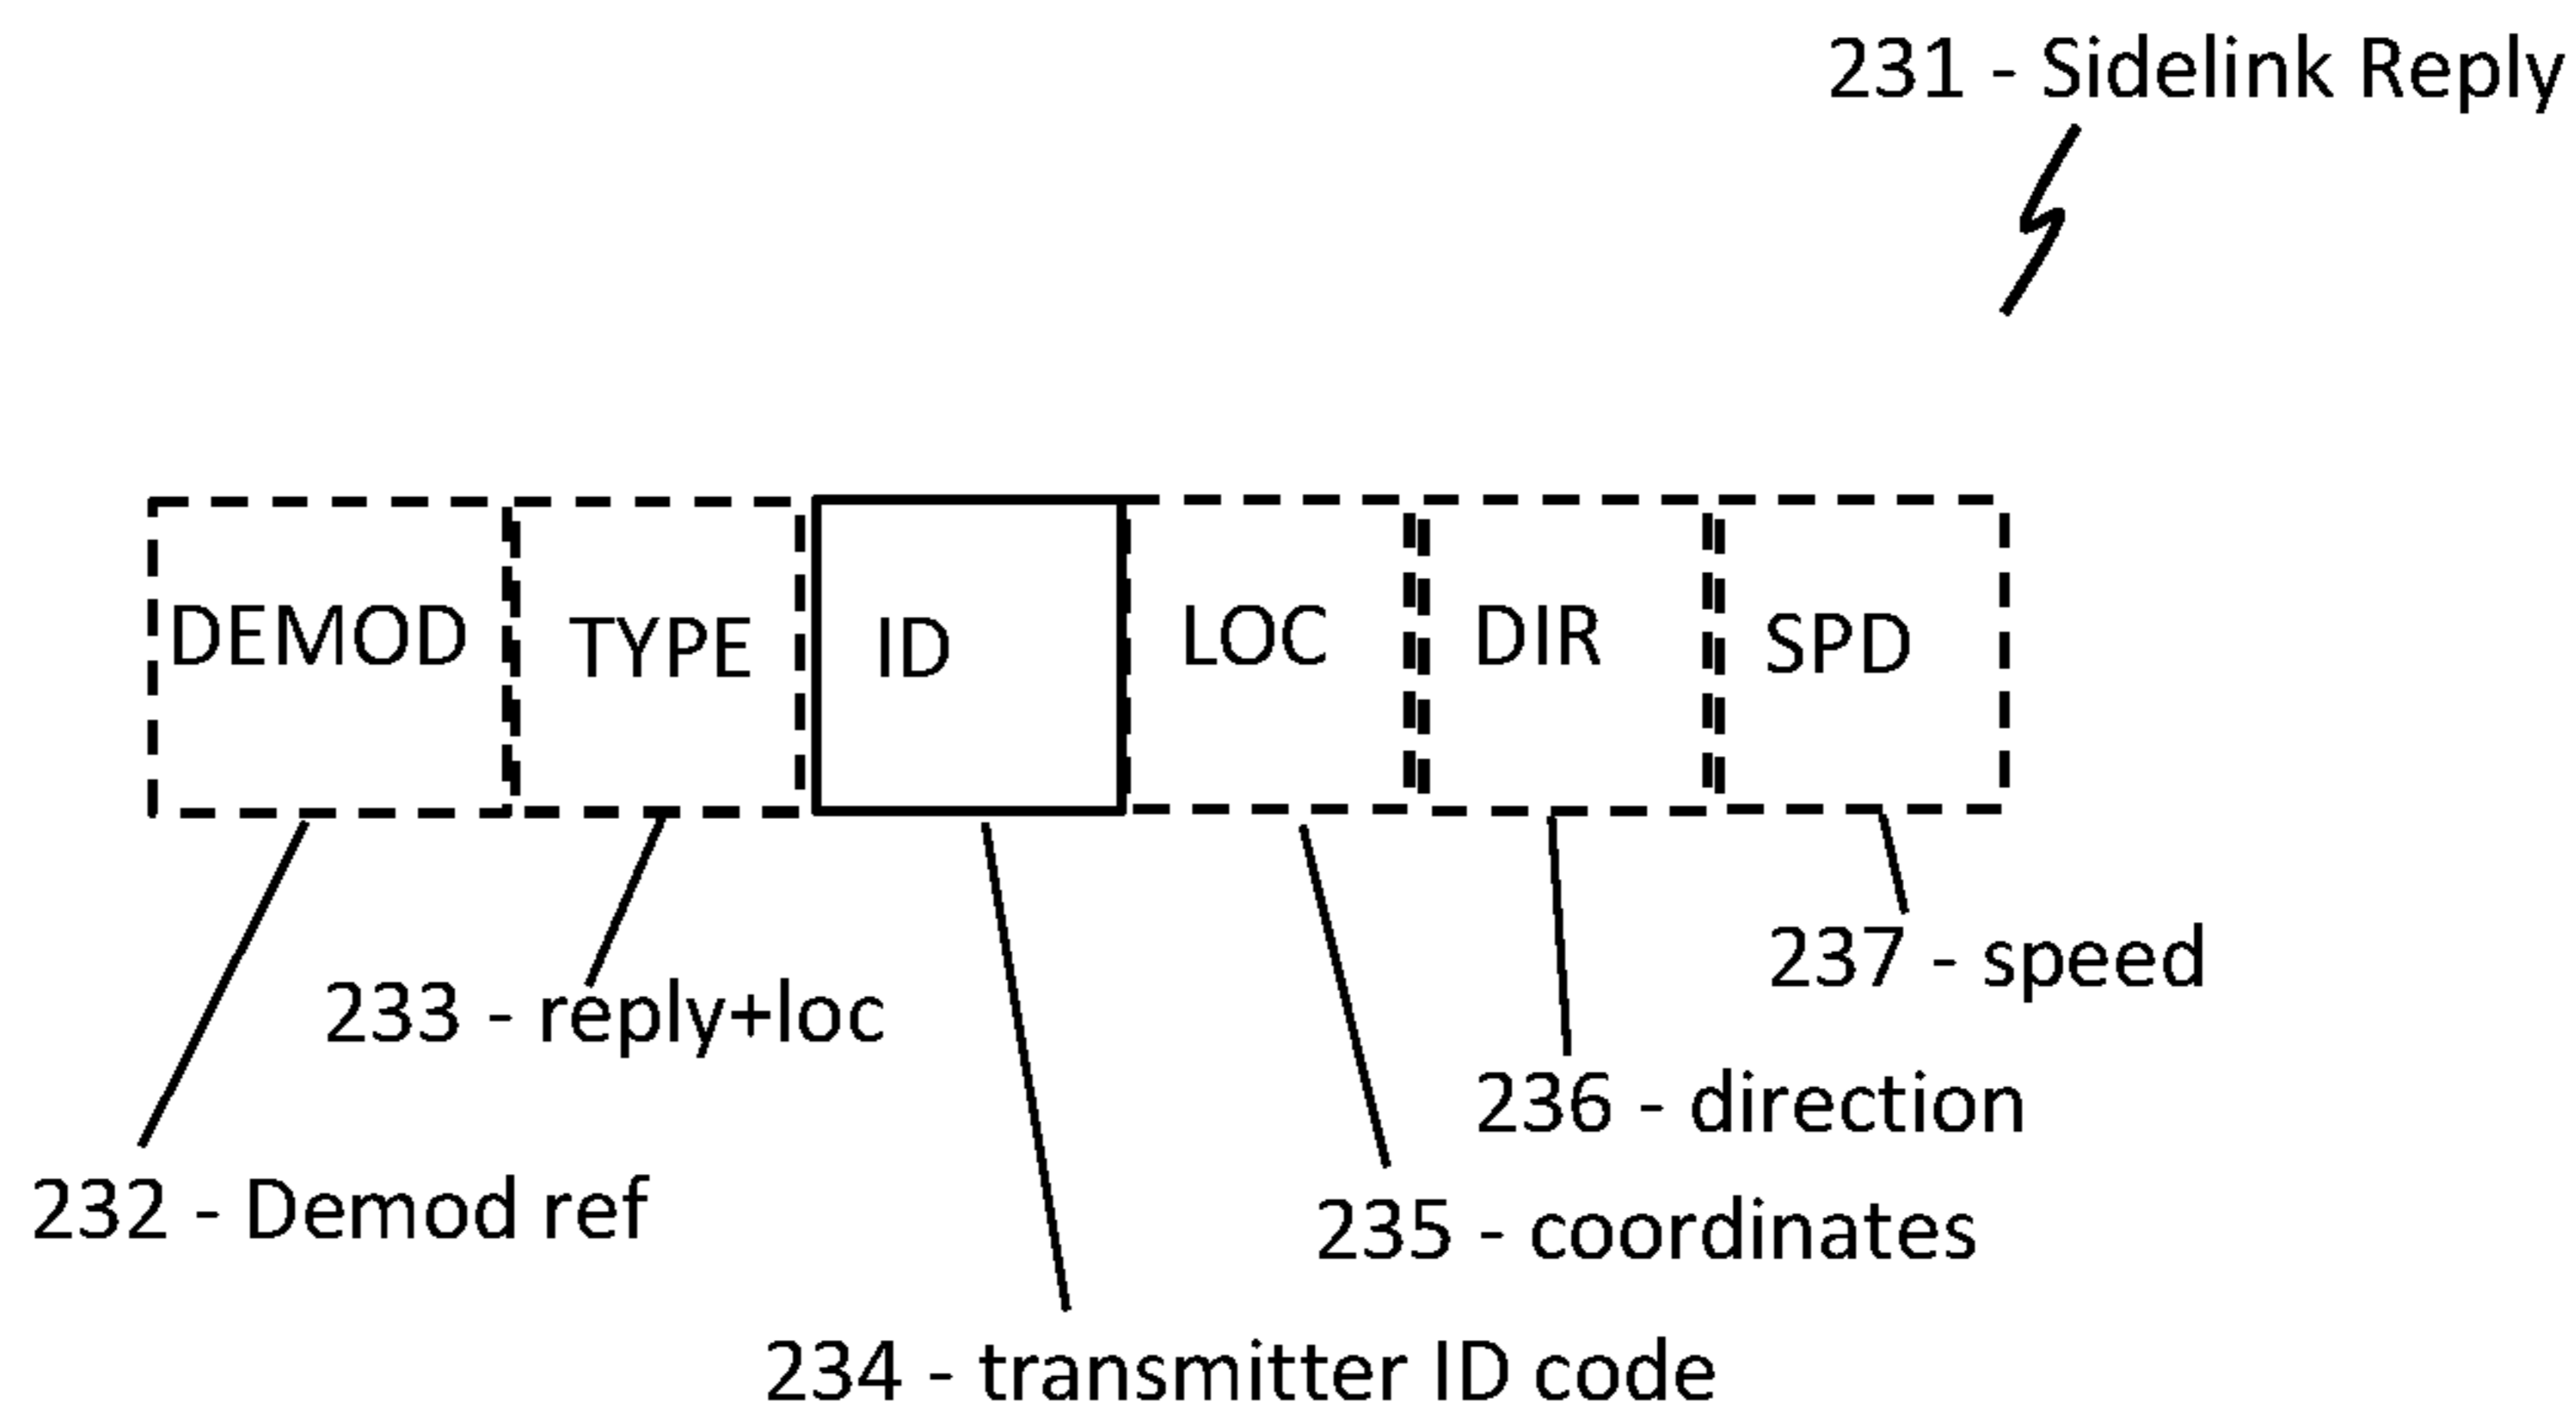 231 - Sidelink Reply
DEMOD
TYPE
ID
LOC
DIR
SPD
237 - speed
233 - reply+loc
236 - direction
232 - Demod ref
235 - coordinates
234 - transmitter ID code